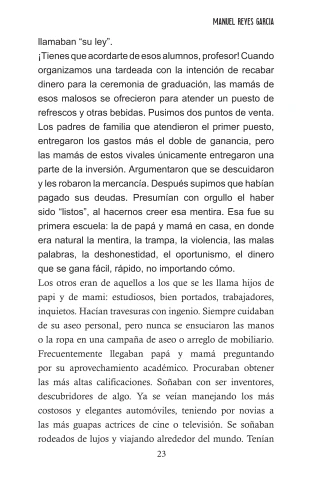 MANUEL REYES GARCIA
llamaban “su ley”.
¡Tienes que acordarte de esos alumnos, profesor! Cuando
organizamos una tardeada con la intención de recabar
dinero para la ceremonia de graduación, las mamás de
esos malosos se ofrecieron para atender un puesto de
refrescos y otras bebidas. Pusimos dos puntos de venta.
Los padres de familia que atendieron el primer puesto,
entregaron los gastos más el doble de ganancia, pero
las mamás de estos vivales únicamente entregaron una
parte de la inversión. Argumentaron que se descuidaron
y les robaron la mercancía. Después supimos que habían
pagado sus deudas. Presumían con orgullo el haber
sido “listos”, al hacernos creer esa mentira. Esa fue su
primera escuela: la de papá y mamá en casa, en donde
era natural la mentira, la trampa, la violencia, las malas
palabras, la deshonestidad, el oportunismo, el dinero
que se gana fácil, rápido, no importando cómo.
Los otros eran de aquellos a los que se les llama hijos de
papi y de mami: estudiosos, bien portados, trabajadores,
inquietos. Hacían travesuras con ingenio. Siempre cuidaban
de su aseo personal, pero nunca se ensuciaron las manos
o la ropa en una campaña de aseo o arreglo de mobiliario.
Frecuentemente llegaban papá y mamá preguntando
por su aprovechamiento académico. Procuraban obtener
las más altas calificaciones. Soñaban con ser inventores,
descubridores de algo. Ya se veían manejando los más
costosos y elegantes automóviles, teniendo por novias a
las más guapas actrices de cine o televisión. Se soñaban
rodeados de lujos y viajando alrededor del mundo. Tenían
23